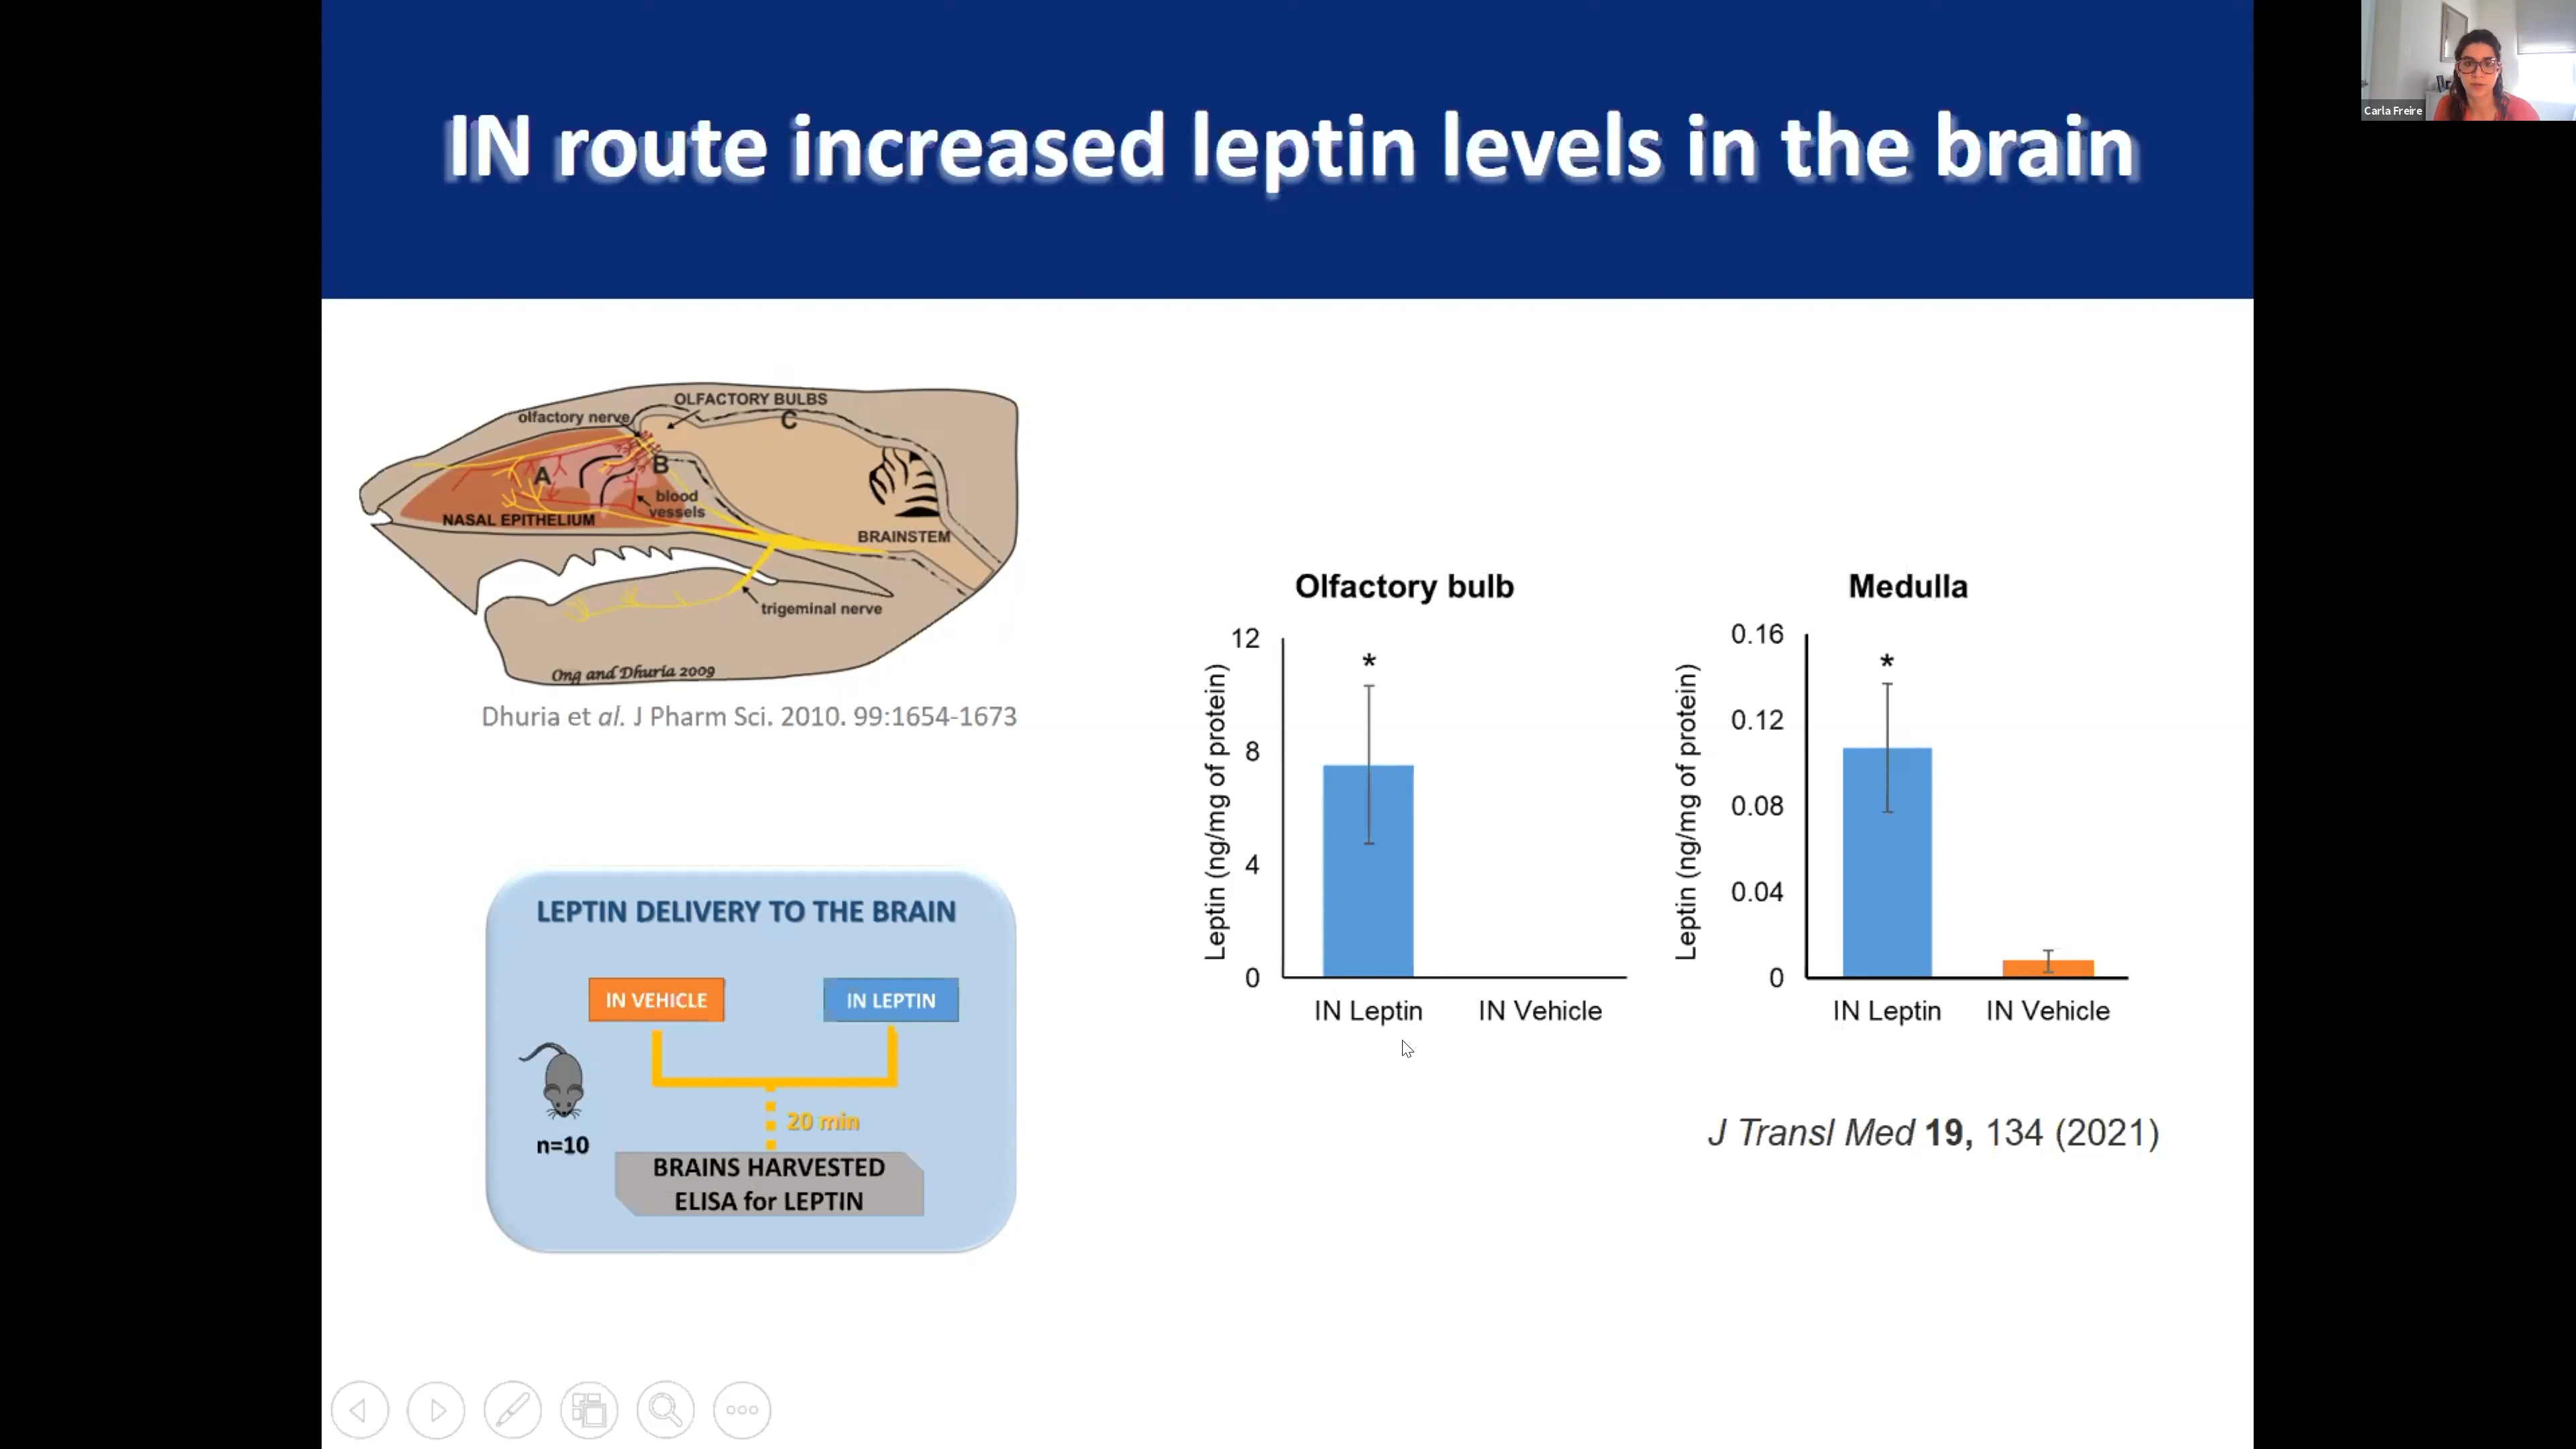 IN route increased leptin levels in the brain
Carla Freire
OLFACTORY BULBS
olfactory nerve
C
A
B
blood
vessels
NASAL EPITHELIUM
BRAINSTEM
trigeminal nerve
Ong and Dhuria 2009
Dhuria et al. J Pharm Sci. 2010. 99:1654-1673
LEPTIN DELIVERY TO THE BRAIN
IN VEHICLE
IN LEPTIN
20 min
n=10
BRAINS HARVESTED
ELISA for LEPTIN
Olfactory bulb
Leptin (ng/mg of protein)
12
8
4
0
*
IN Leptin
IN Vehicle
Medulla
Leptin (ng/mg of protein)
0.16
0.12
0.08
0.04
0
*
IN Leptin
IN Vehicle
J Transl Med 19, 134 (2021)